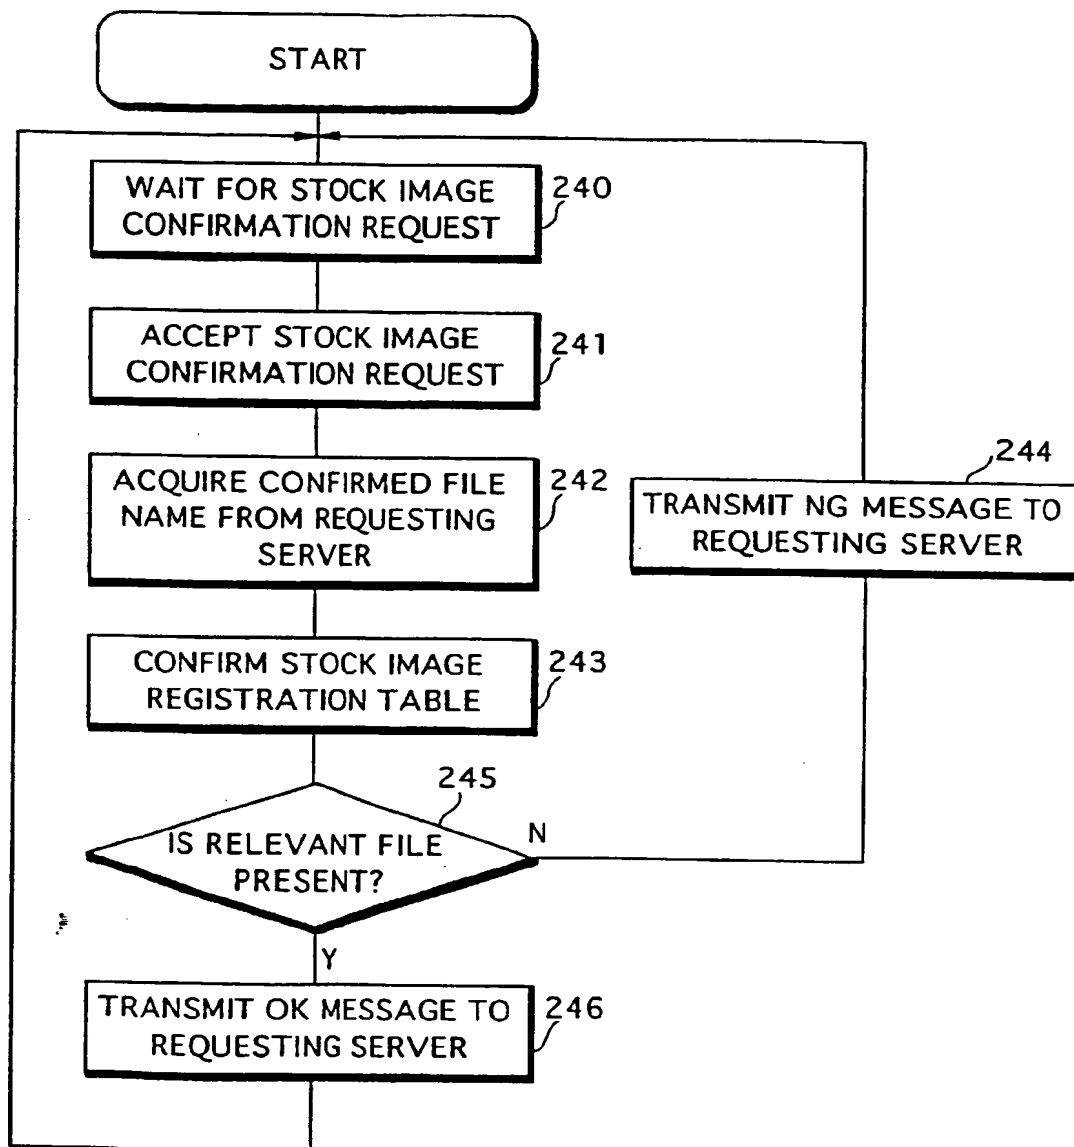 START
WAIT FOR STOCK IMAGE
CONFIRMATION REQUEST
240
ACCEPT STOCK IMAGE
CONFIRMATION REQUEST
241
ACQUIRE CONFIRMED FILE
NAME FROM REQUESTING
SERVER
242
244
TRANSMIT NG MESSAGE TO
REQUESTING SERVER
CONFIRM STOCK IMAGE
REGISTRATION TABLE
243
245
IS RELEVANT FILE
PRESENT?
N
Y
TRANSMIT OK MESSAGE TO
REQUESTING SERVER
246